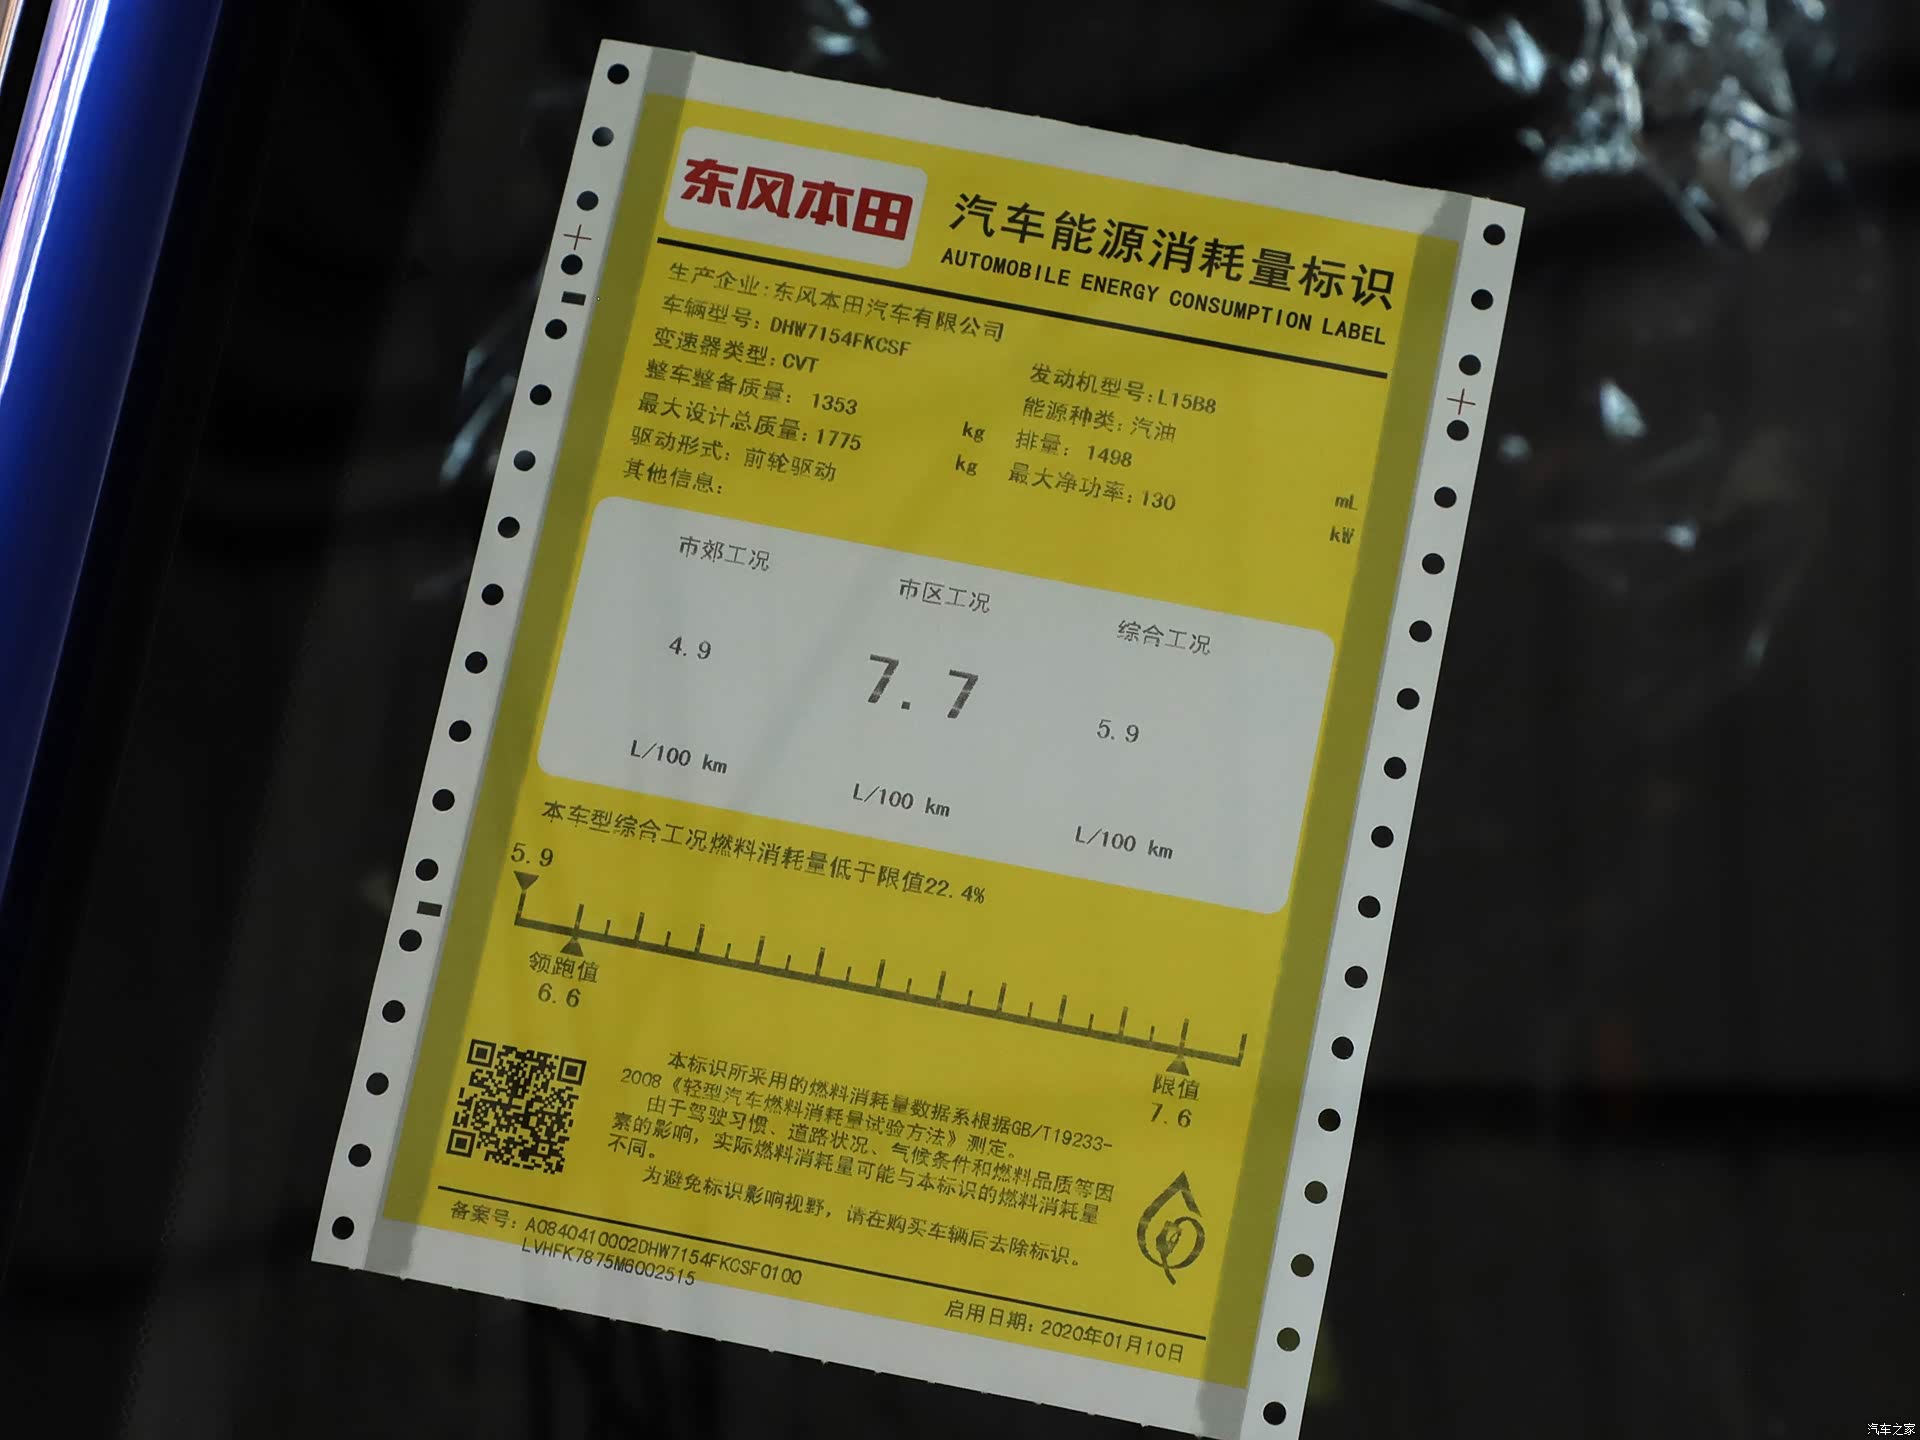 东风本田
汽车能源消耗量标识
AUTOMOBILE ENERGY CONSUMPTION LABEL
生产企业:东风本田汽车有限公司
车辆型号: DHW7154FKCSF
发动机型号:L15B8
变速器类型:CVT
能源种类:汽油
整车整备质量: 1353 kg
排量: 1498 mL
最大设计总质量:1775 kg
最大净功率:130 kW
驱动形式: 前轮驱动
其他信息:
市郊工况
市区工况
综合工况
4.9
7.7
5.9
L/100 km
L/100 km
L/100 km
本车型综合工况燃料消耗量低于限值22.4%
5.9
领跑值
6.6
限值
7.6
本标识所采用的燃料消耗量数据系根据GB/T19233-
2008《轻型汽车燃料消耗量试验方法》测定。
由于驾驶习惯、道路状况、气候条件和燃料品质等因
素的影响，实际燃料消耗量可能与本标识的燃料消耗量
不同。
为避免标识影响视野，请在购买车辆后去除标识。
备案号: A0840410002DHW7154FKCSF0100
LVHFK7875M6002515
启用日期: 2020年01月10日
汽车之家